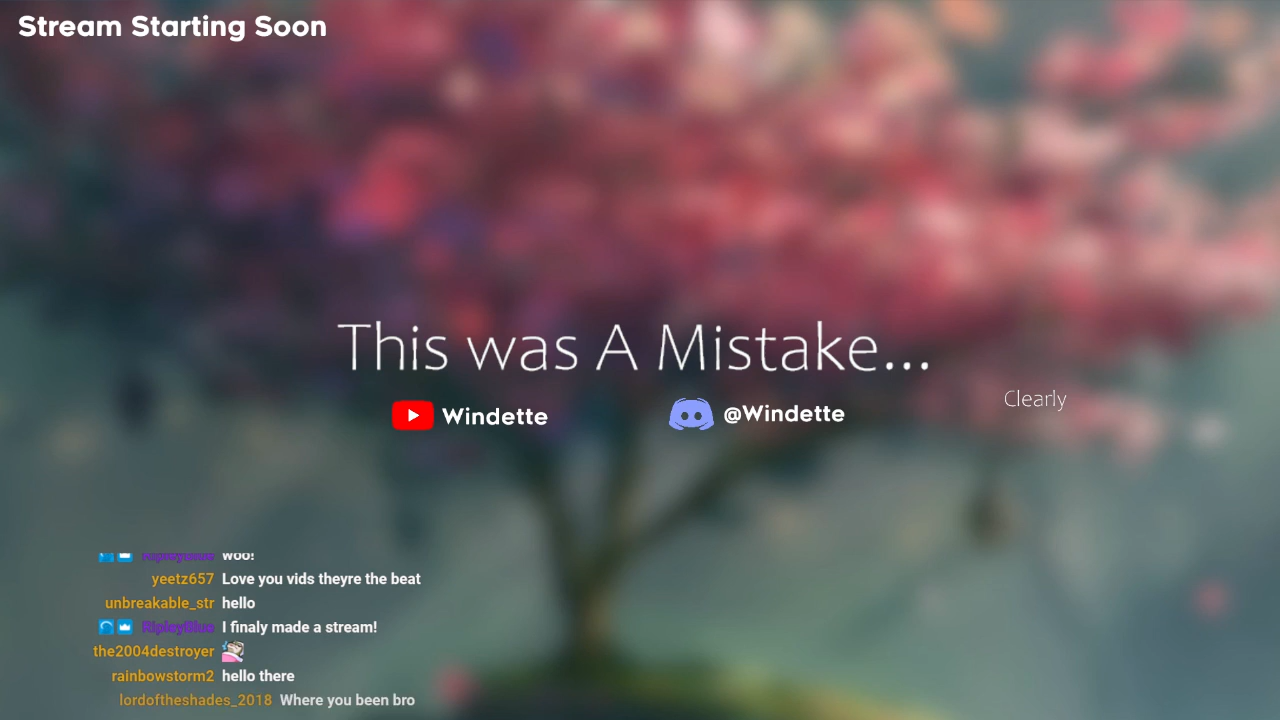 Stream Starting Soon
This was A Mistake...
Clearly
Windette
@Windette
RipleyBlue woo!
yeetz657 Love you vids theyre the beat
unbreakable_str hello
RipleyBlue I finaly made a stream!
the2004destroyer
rainbowstorm2 hello there
lordoftheshades_2018 Where you been bro